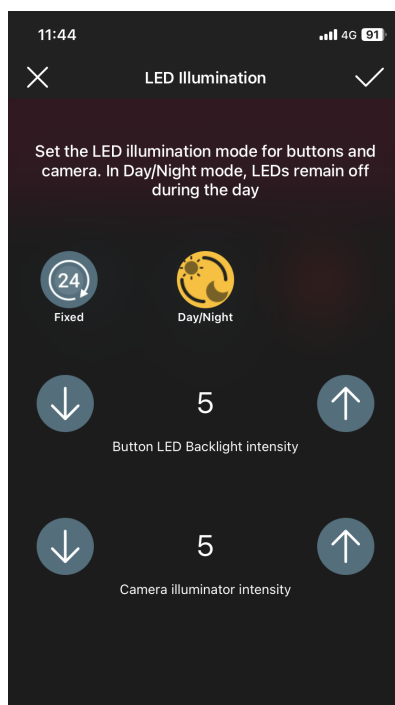 11:44
4G 91
LED Illumination
Set the LED illumination mode for buttons and
camera. In Day/Night mode, LEDs remain off
during the day
24
Fixed
Day/Night
5
Button LED Backlight intensity
5
Camera illuminator intensity